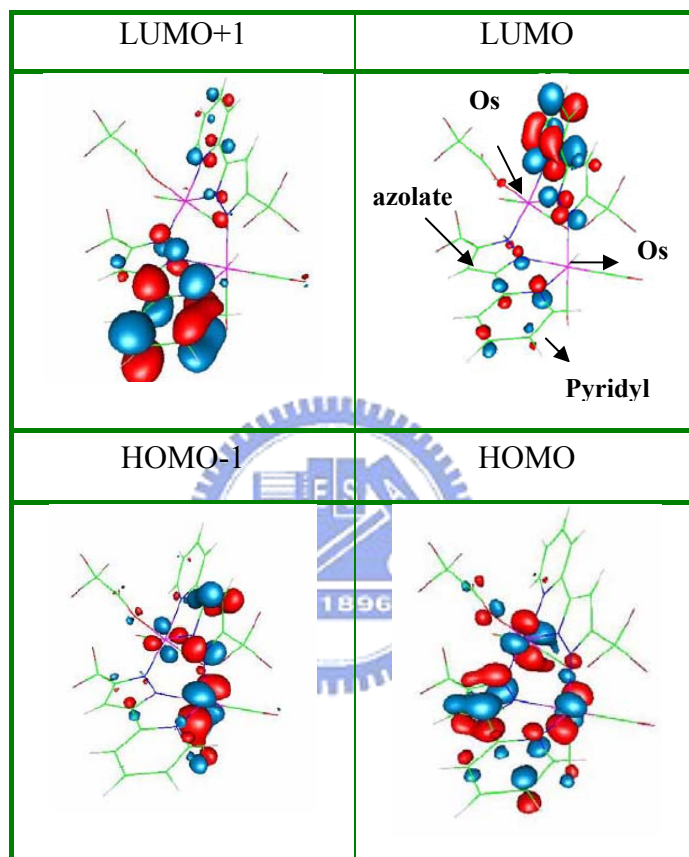 LUMO+1
LUMO
Os
azolate
Os
Pyridyl
HOMO-1
HOMO
E S A
1896